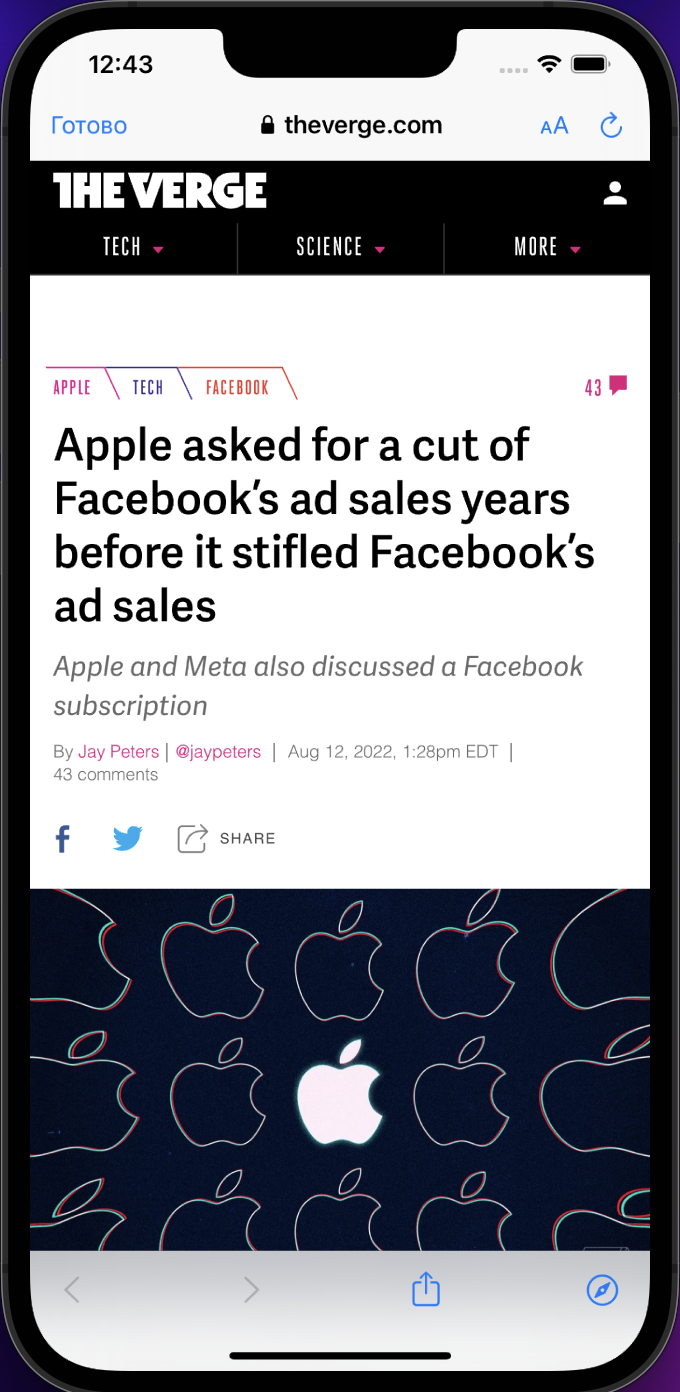 12:43
Готово
theverge.com
AA
THE VERGE
TECH
SCIENCE
MORE
APPLE
TECH
FACEBOOK
43
Apple asked for a cut of
Facebook’s ad sales years
before it stifled Facebook’s
ad sales
Apple and Meta also discussed a Facebook
subscription
By Jay Peters | @jaypeters | Aug 12, 2022, 1:28pm EDT |
43 comments
SHARE